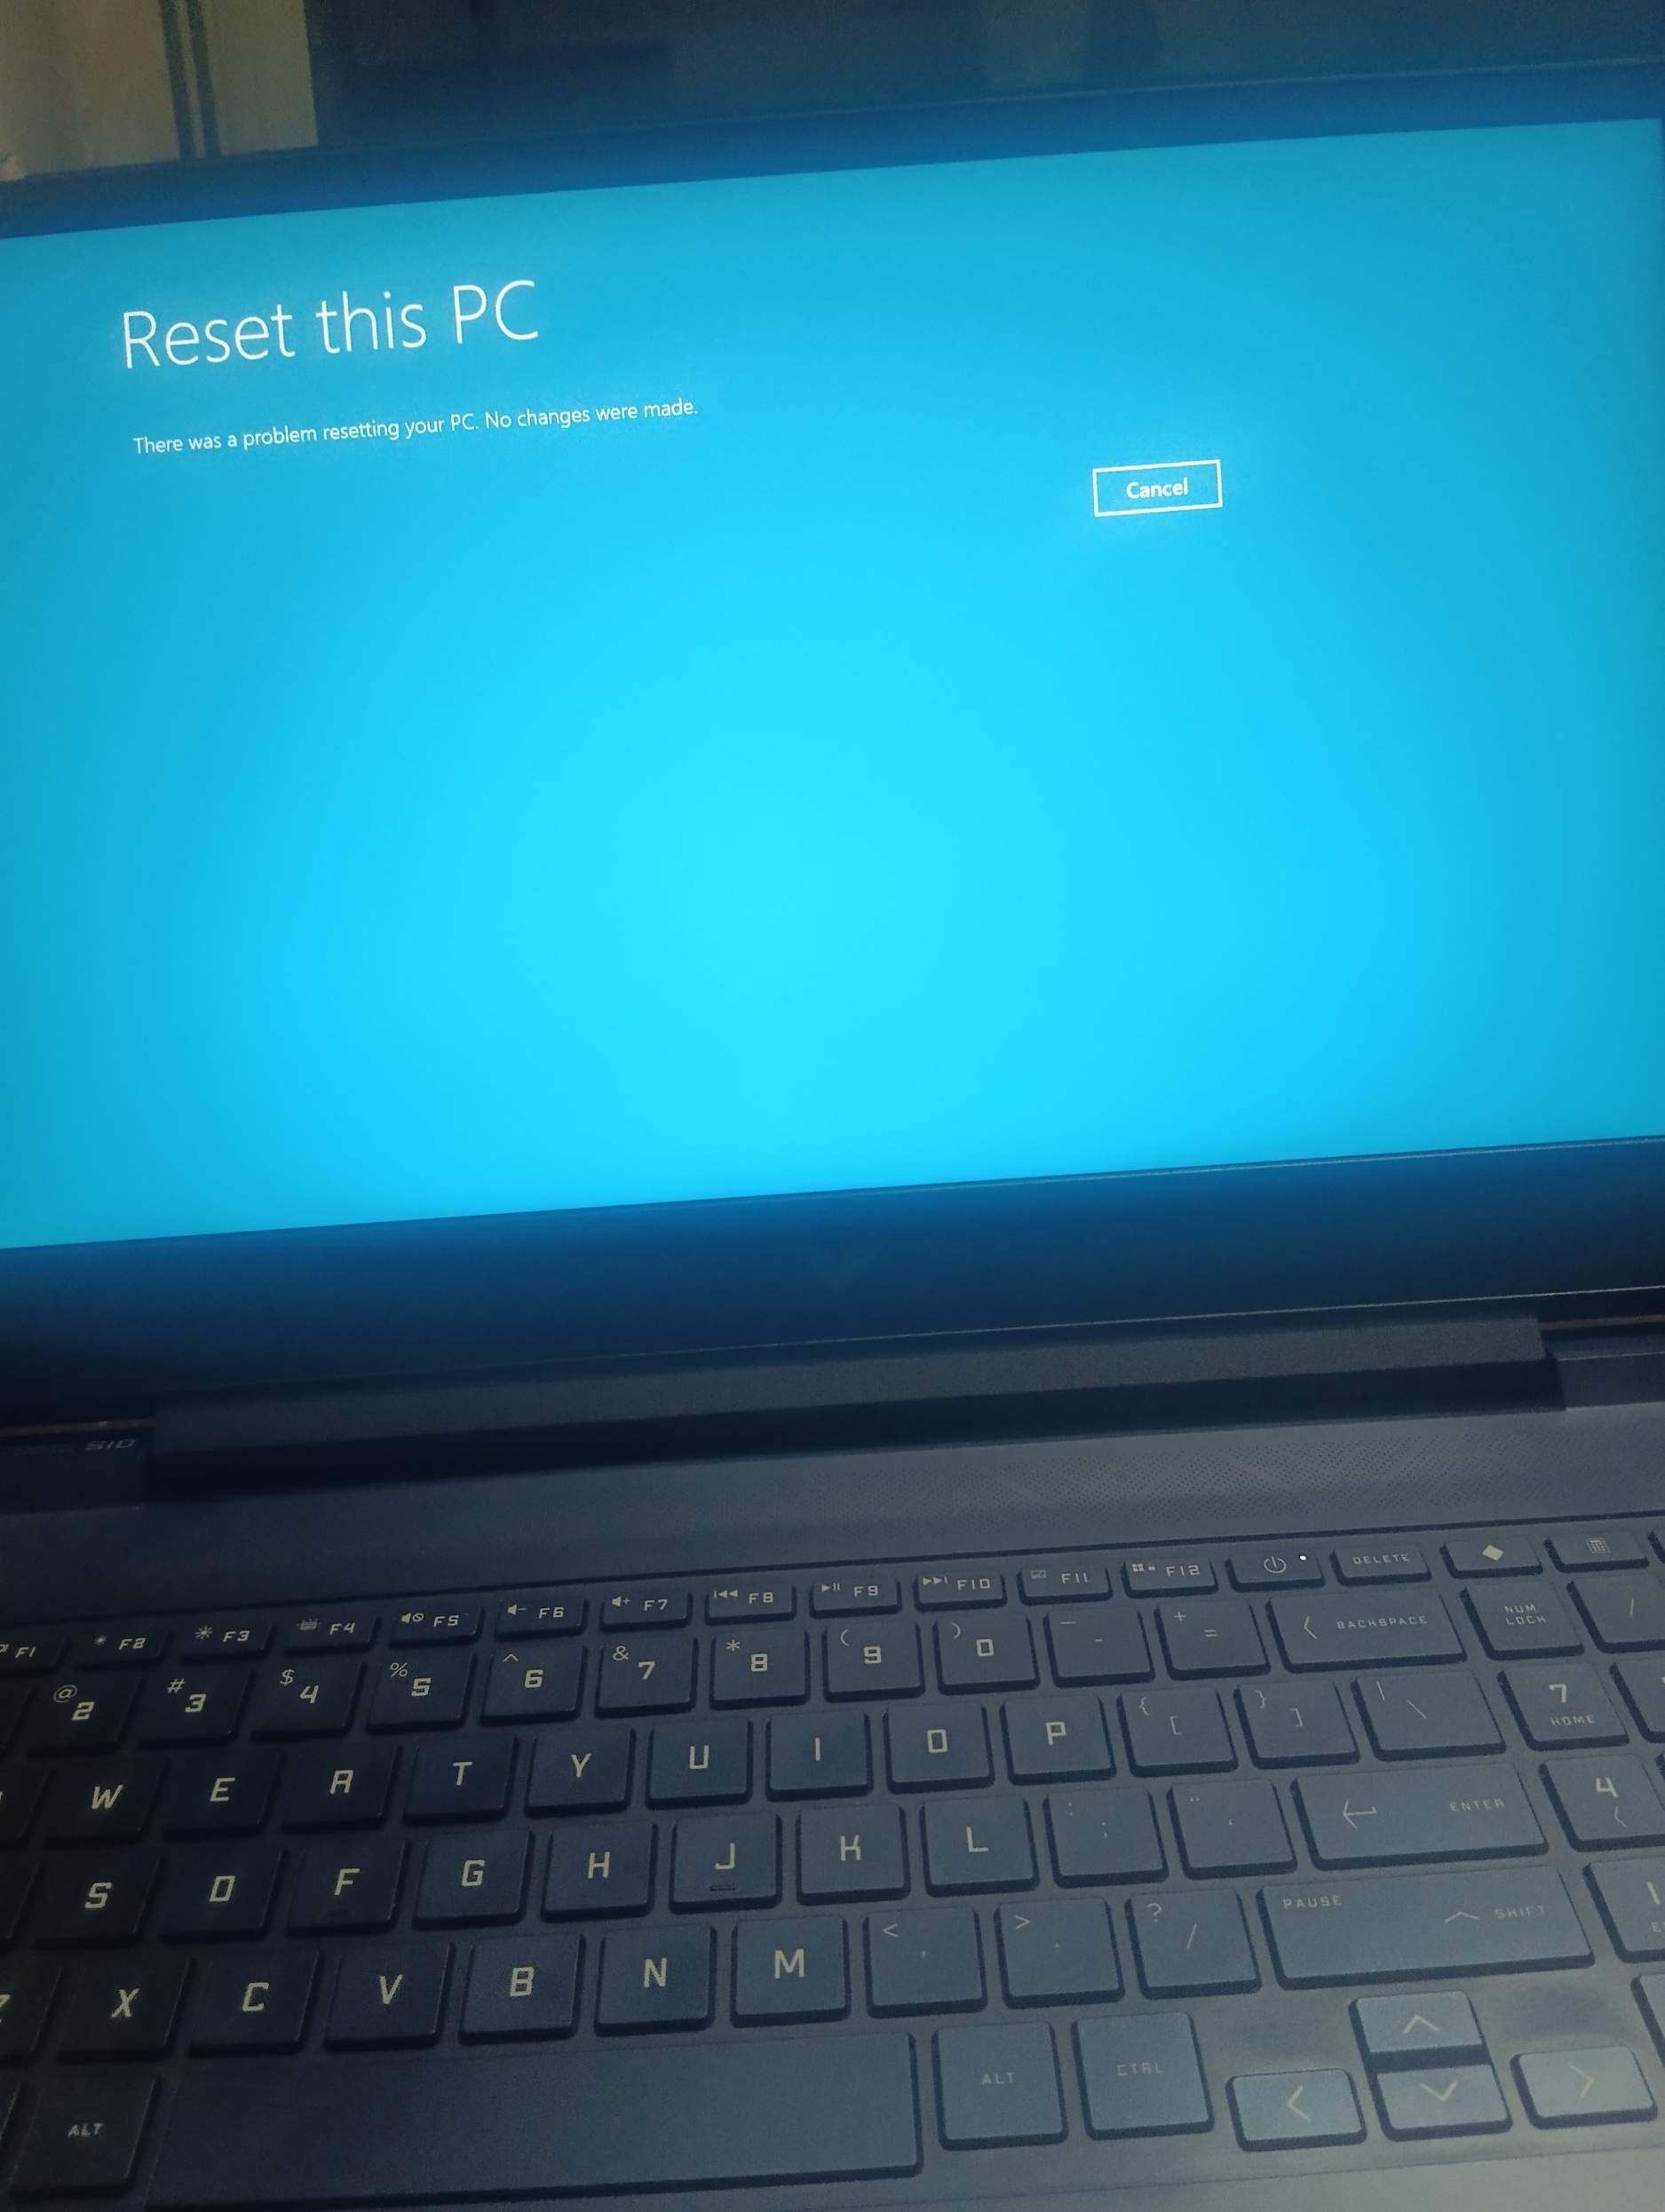 Reset this PC
There was a problem resetting your PC. No changes were made.
Cancel
F1 F2 F3 F4 F5 F6 F7 F8 F9 F10 F11 F12 DELETE
@ 2 # 3 $ 4 % 5 ^ 6 & 7 * 8 ( 9 ) 0 _ - + = BACKSPACE NUM LOCK /
W E R T Y U I O P { [ } ] | \ 7 HOME
S D F G H J K L : ; " ' ENTER 4
X C V B N M < , > . ? / PAUSE SHIFT
ALT ALT CTRL